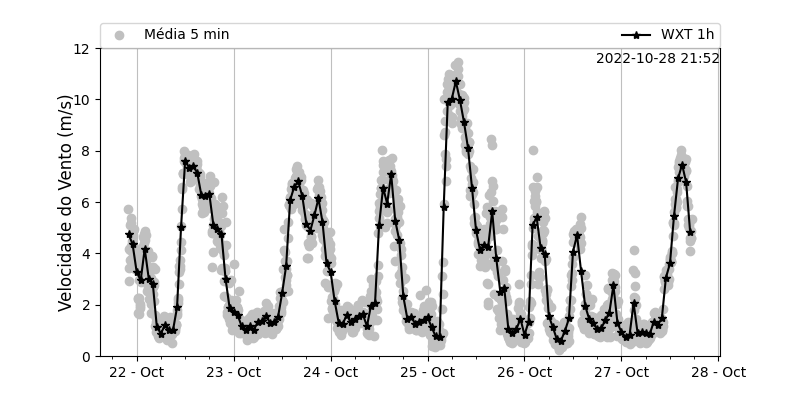 Média 5 min
WXT 1h
2022-10-28 21:52
Velocidade do Vento (m/s)
12
10
8
6
4
2
0
22 - Oct
23 - Oct
24 - Oct
25 - Oct
26 - Oct
27 - Oct
28 - Oct